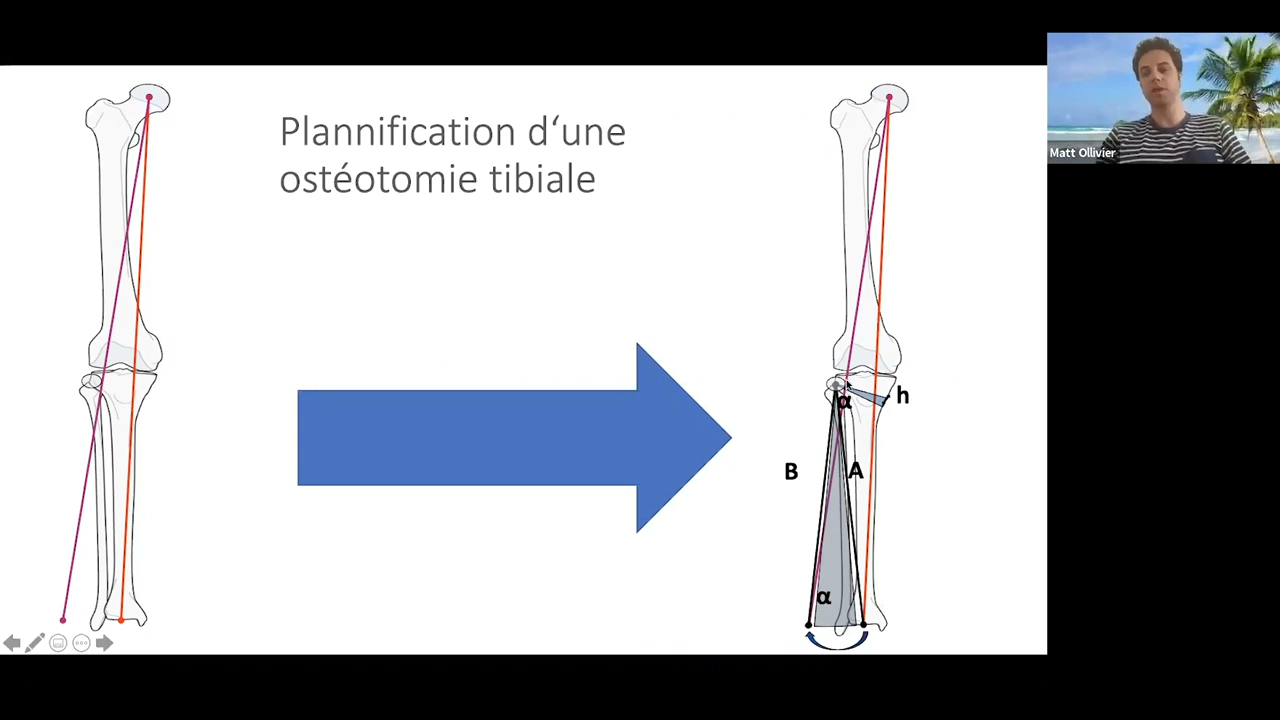 Plannification d‘une
ostéotomie tibiale
Matt Ollivier
h
α
B
A
α